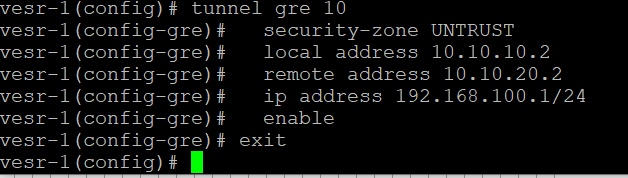 vesr-1(config)# tunnel gre 10
vesr-1(config-gre)#   security-zone UNTRUST
vesr-1(config-gre)#   local address 10.10.10.2
vesr-1(config-gre)#   remote address 10.10.20.2
vesr-1(config-gre)#   ip address 192.168.100.1/24
vesr-1(config-gre)#   enable
vesr-1(config-gre)# exit
vesr-1(config)#